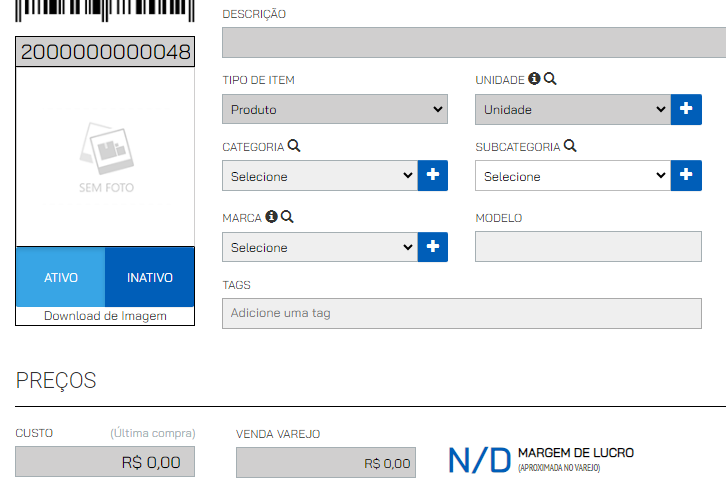 DESCRIÇÃO
2000000000048
TIPO DE ITEM
UNIDADE
Produto
Unidade
CATEGORIA
SUBCATEGORIA
Selecione
Selecione
SEM FOTO
MARCA
MODELO
Selecione
ATIVO
INATIVO
TAGS
Adicione uma tag
Download de Imagem
PREÇOS
CUSTO
(Última compra)
VENDA VAREJO
R$ 0,00
R$ 0,00
N/D
MARGEM DE LUCRO
(APROXIMADA NO VAREJO)